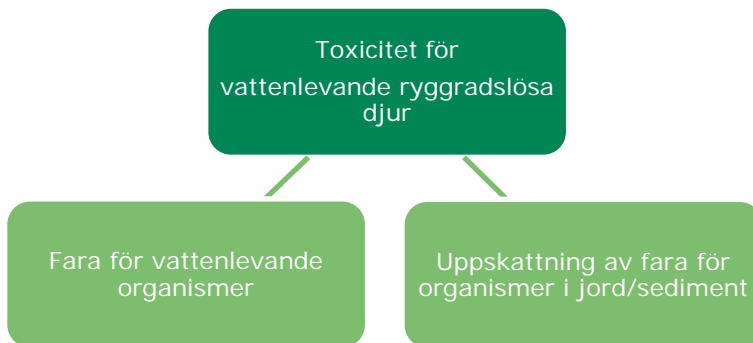 Toxicitet för
vattenlevande ryggradslösa
djur
Fara för vattenlevande
organismer
Uppskattning av fara för
organismer i jord/sediment